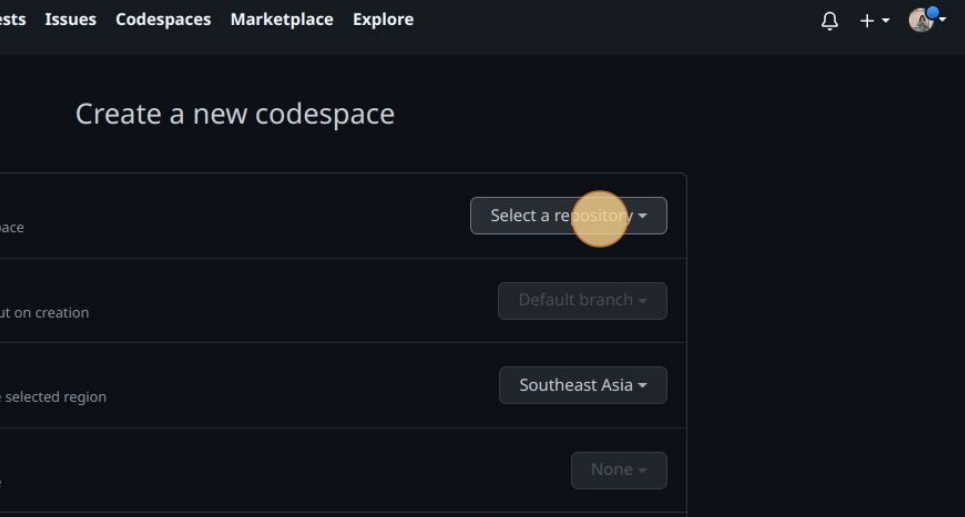 ests Issues Codespaces Marketplace Explore
Create a new codespace
Select a repository
pace
Default branch
ut on creation
Southeast Asia
e selected region
None